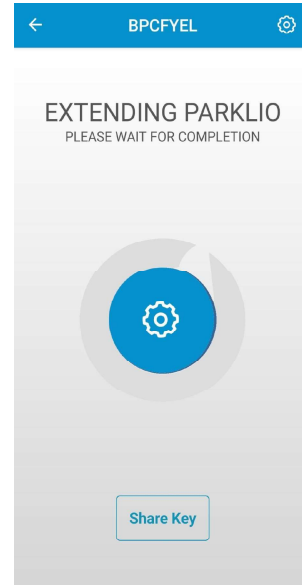 BPCFYEL
EXTENDING PARKLIO
PLEASE WAIT FOR COMPLETION
Share Key